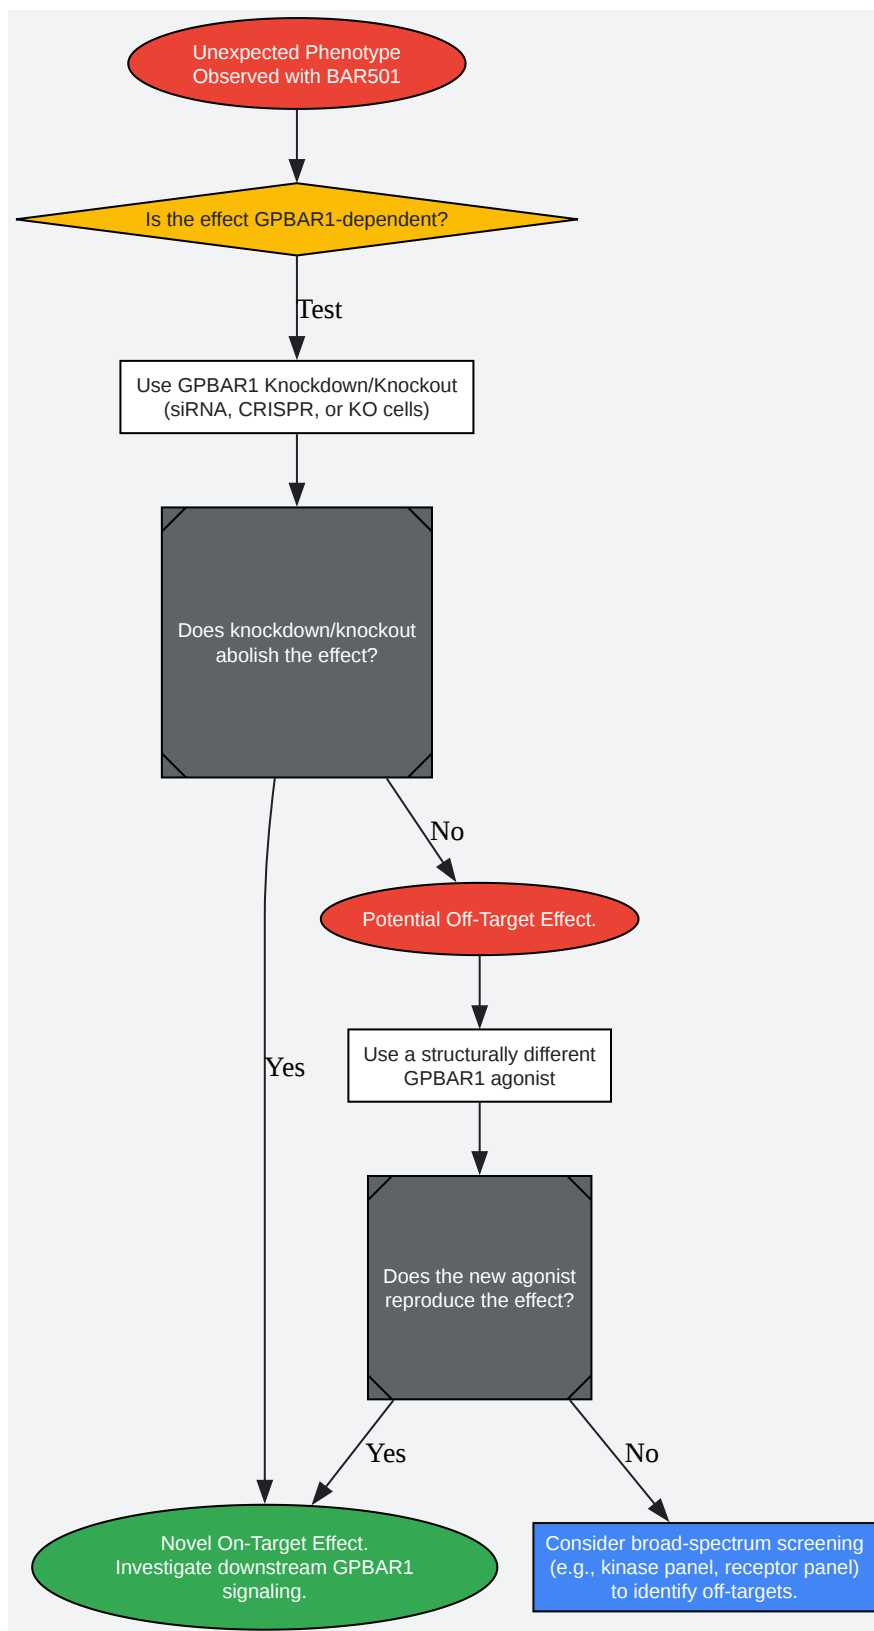 Unexpected Phenotype
Observed with BAR501
Is the effect GPBAR1-dependent?
Test
Use GPBAR1 Knockdown/Knockout
(siRNA, CRISPR, or KO cells)
Does knockdown/knockout
abolish the effect?
No
Potential Off-Target Effect.
Use a structurally different
GPBAR1 agonist
Yes
Does the new agonist
reproduce the effect?
Yes
No
Novel On-Target Effect.
Investigate downstream GPBAR1
signaling.
Consider broad-spectrum screening
(e.g., kinase panel, receptor panel)
to identify off-targets.